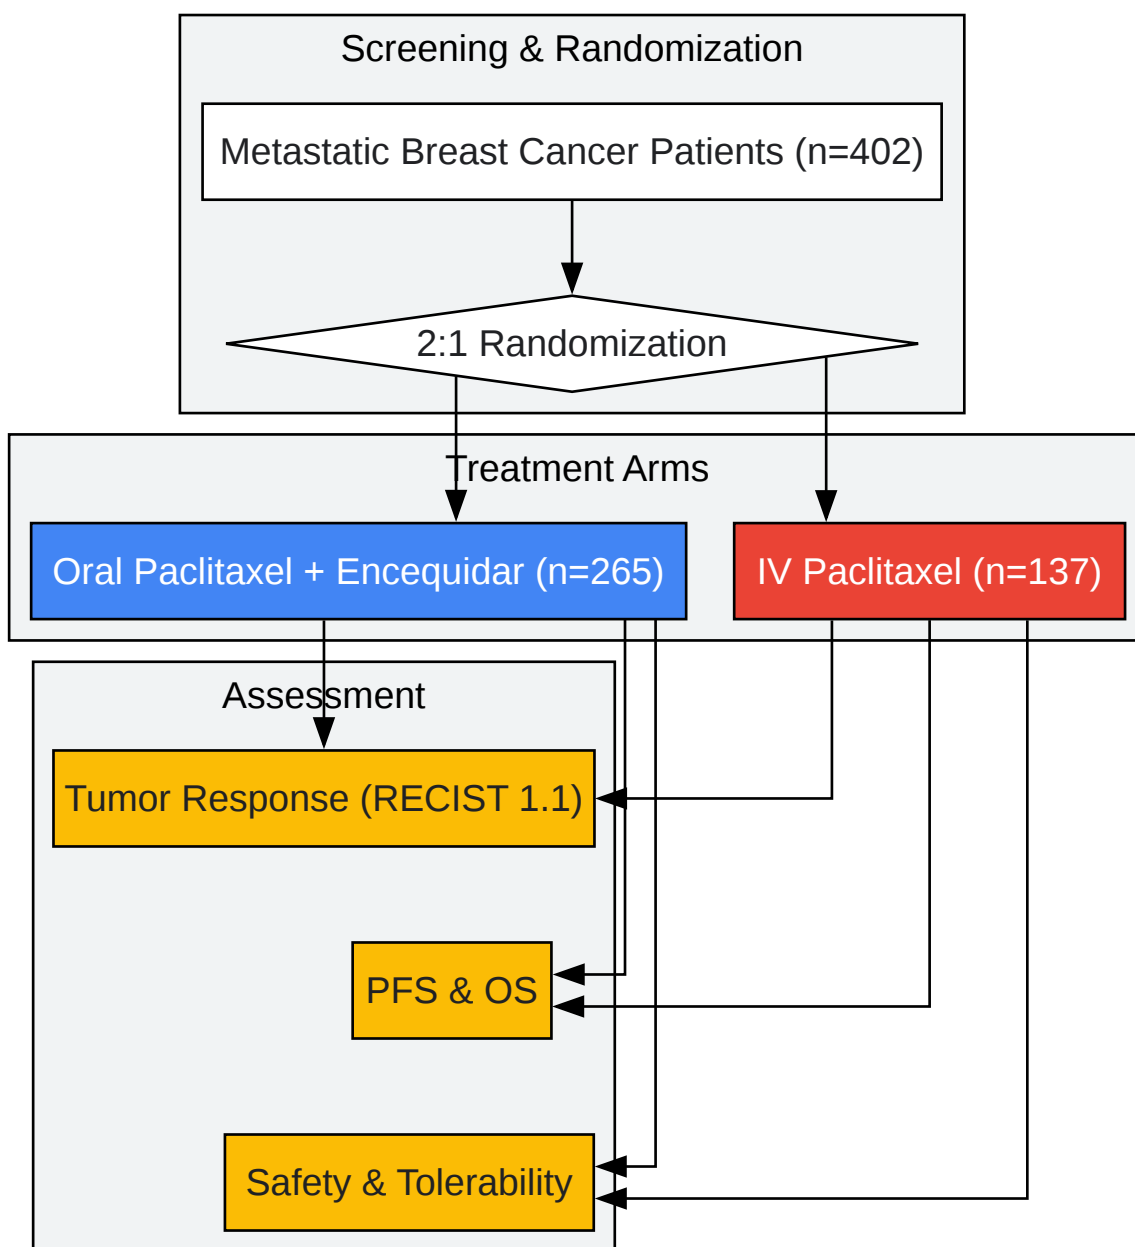 Screening & Randomization
Metastatic Breast Cancer Patients (n=402)
2:1 Randomization
Treatment Arms
Oral Paclitaxel + Encequidar (n=265)
IV Paclitaxel (n=137)
Assessment
Tumor Response (RECIST 1.1)
PFS & OS
Safety & Tolerability